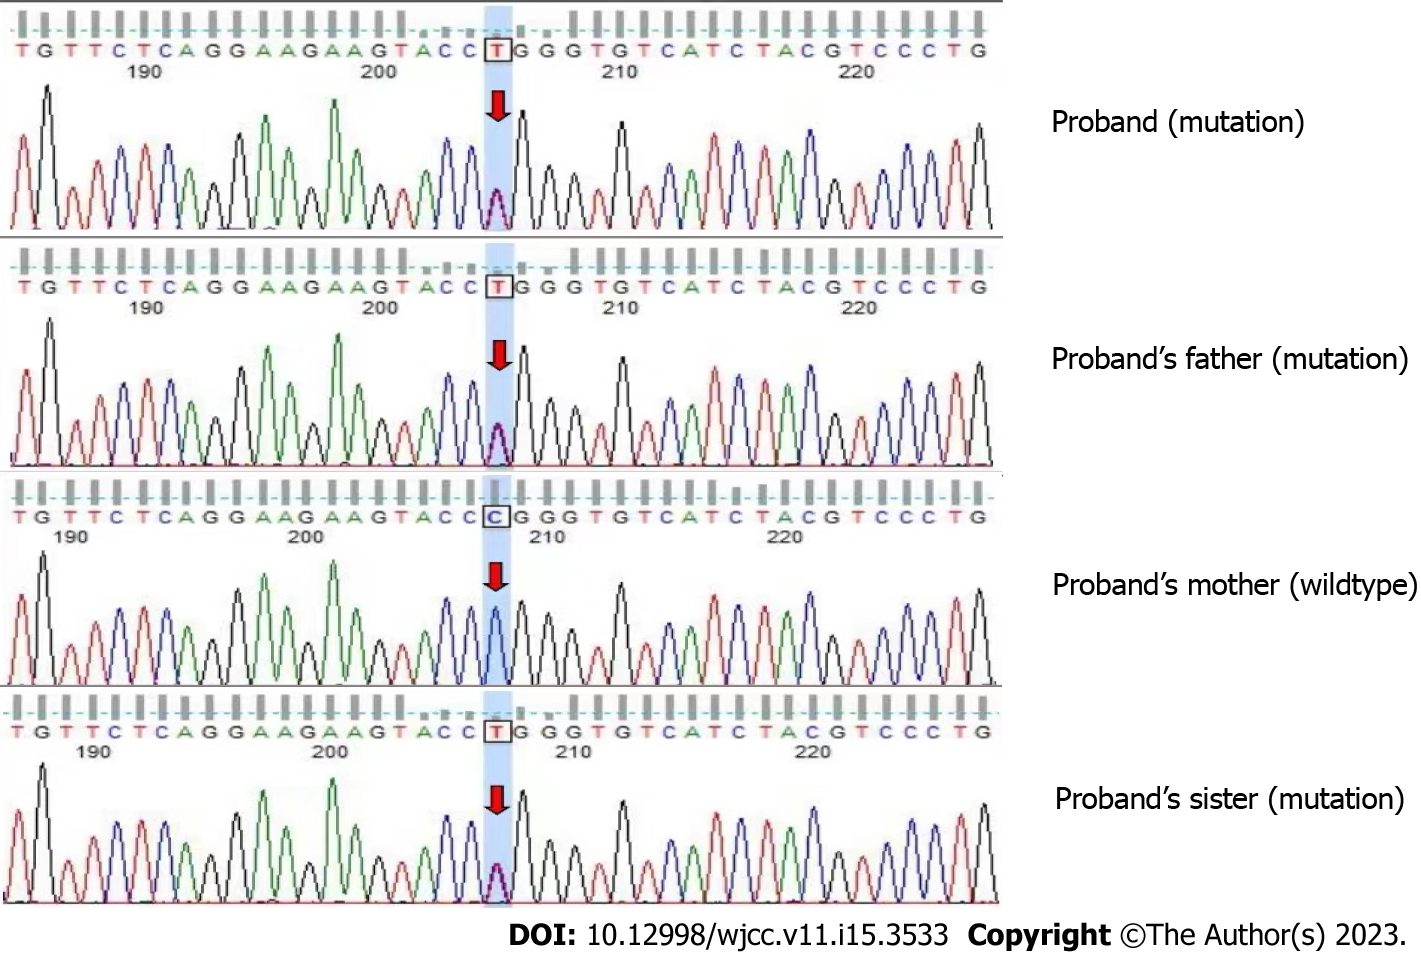 TGTTCTCAGGAAGAAGTACCTGGGTGTCATCTACGTCCCTG
190 200 210 220
Proband (mutation)
TGTTCTCAGGAAGAAGTACCTGGGTGTCATCTACGTCCCTG
190 200 210 220
Proband’s father (mutation)
TGTTCTCAGGAAGAAGTACCCGGGTGTCATCTACGTCCCTG
190 200 210 220
Proband’s mother (wildtype)
TGTTCTCAGGAAGAAGTACCTGGGTGTCATCTACGTCCCTG
190 200 210 220
Proband’s sister (mutation)
DOI: 10.12998/wjcc.v11.i15.3533 Copyright ©The Author(s) 2023.